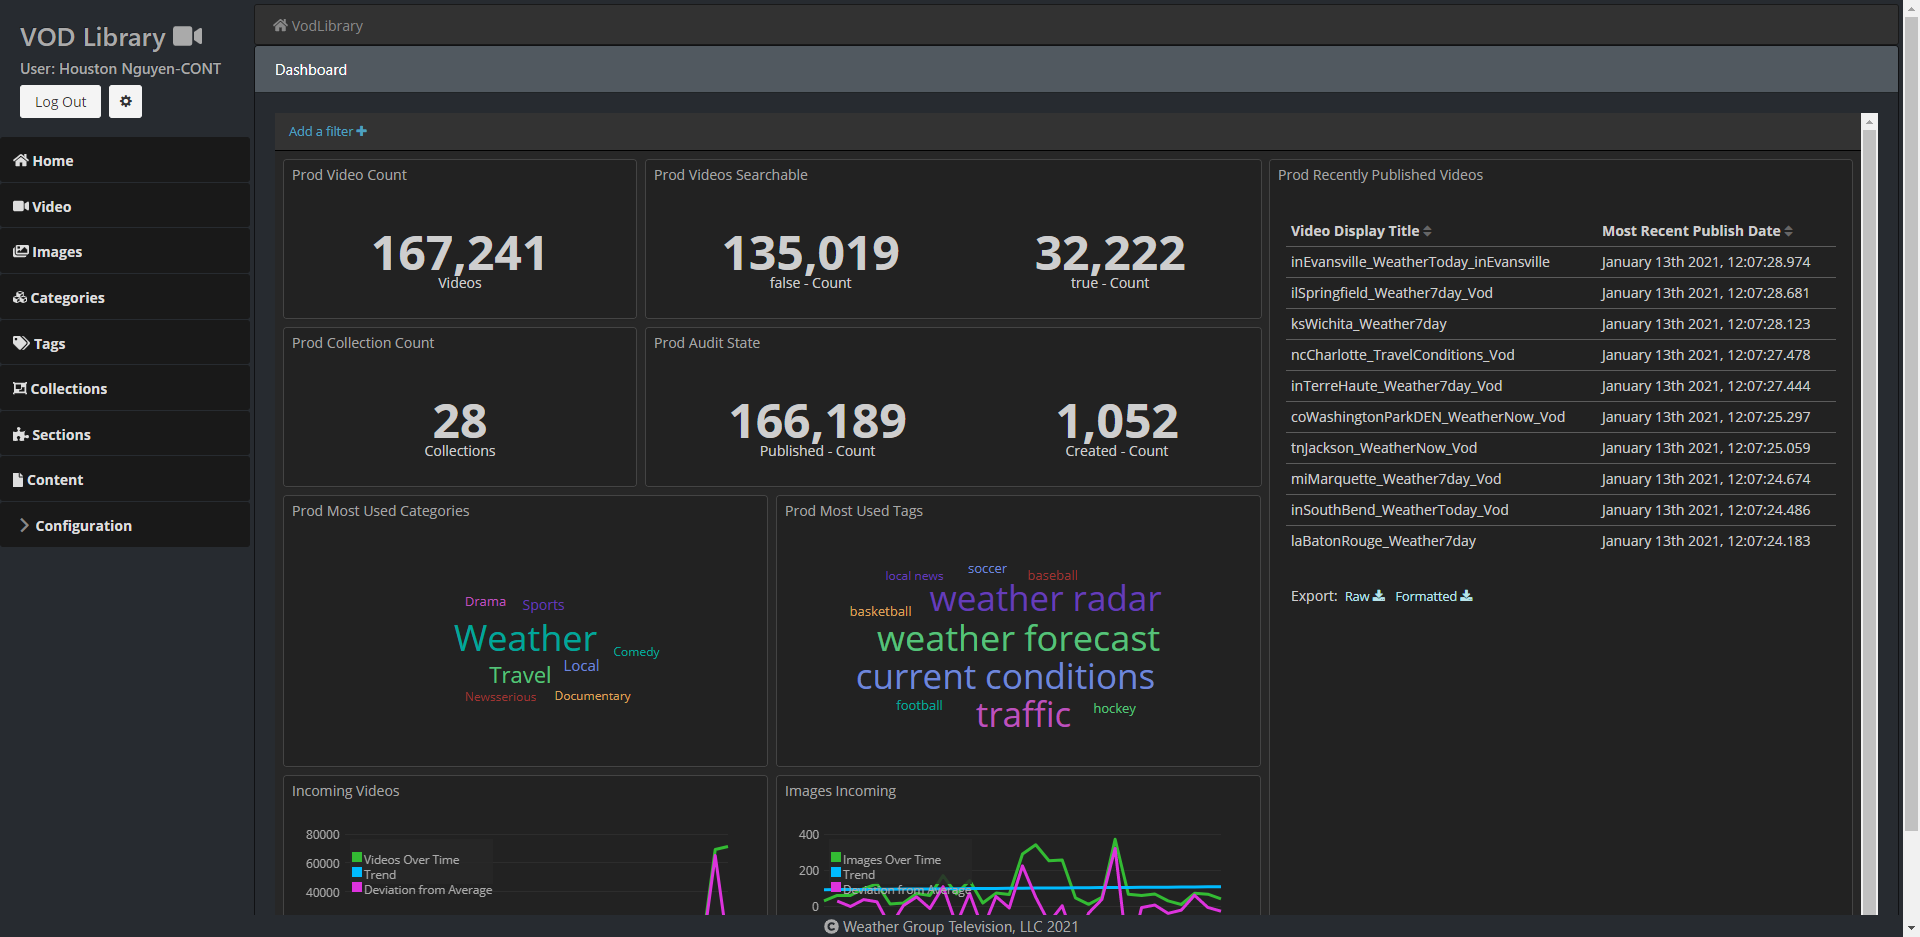 VOD Library
User: Houston Nguyen-CONT
Log Out
Home
Video
Images
Categories
Tags
Collections
Sections
Content
Configuration
VodLibrary
Dashboard
Add a filter
Prod Video Count
167,241
Videos
Prod Videos Searchable
135,019
false - Count
32,222
true - Count
Prod Collection Count
28
Collections
Prod Audit State
166,189
Published - Count
1,052
Created - Count
Prod Most Used Categories
Drama Sports
Weather
Comedy
Travel Local
Newsserious Documentary
Prod Most Used Tags
local news soccer baseball
basketball weather radar
weather forecast
current conditions
football traffic hockey
Incoming Videos
80000
60000
40000
Videos Over Time
Trend
Deviation from Average
Images Incoming
400
200
0
Images Over Time
Trend
Deviation from Average
Prod Recently Published Videos
Video Display Title Most Recent Publish Date
inEvansville_WeatherToday_inEvansville January 13th 2021, 12:07:28.974
ilSpringfield_Weather7day_Vod January 13th 2021, 12:07:28.681
ksWichita_Weather7day January 13th 2021, 12:07:28.123
ncCharlotte_TravelConditions_Vod January 13th 2021, 12:07:27.478
inTerreHaute_Weather7day_Vod January 13th 2021, 12:07:27.444
coWashingtonParkDEN_WeatherNow_Vod January 13th 2021, 12:07:25.297
tnJackson_WeatherNow_Vod January 13th 2021, 12:07:25.059
miMarquette_Weather7day_Vod January 13th 2021, 12:07:24.674
inSouthBend_WeatherToday_Vod January 13th 2021, 12:07:24.486
laBatonRouge_Weather7day January 13th 2021, 12:07:24.183
Export: Raw Formatted
© Weather Group Television, LLC 2021